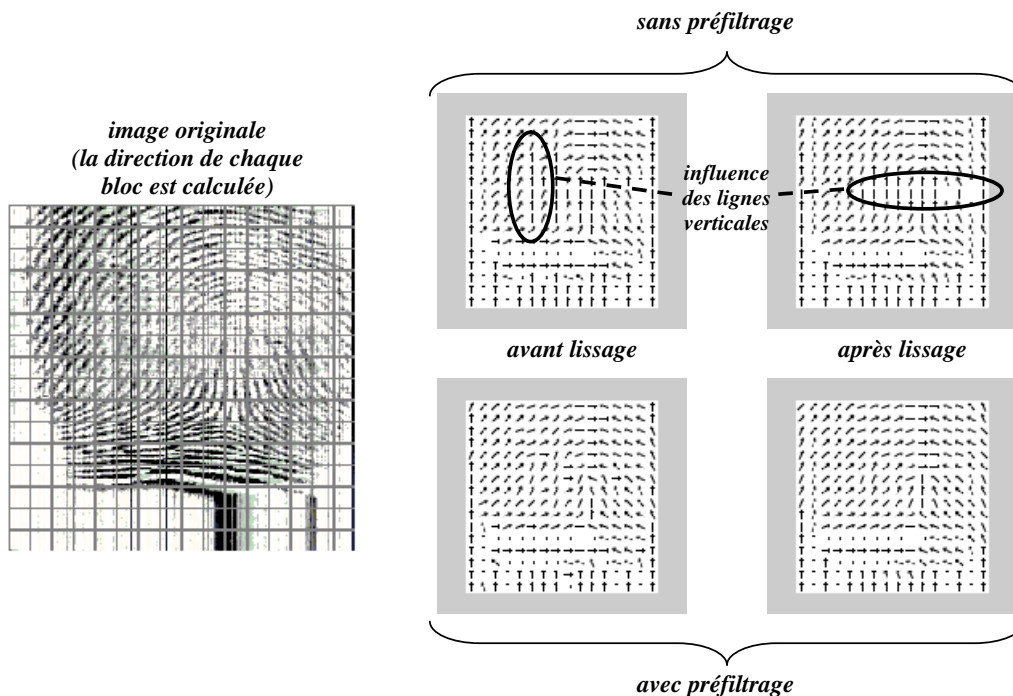 sans préfiltrage
image originale
(la direction de chaque
bloc est calculée)
influence
des lignes
verticales
avant lissage
après lissage
avec préfiltrage